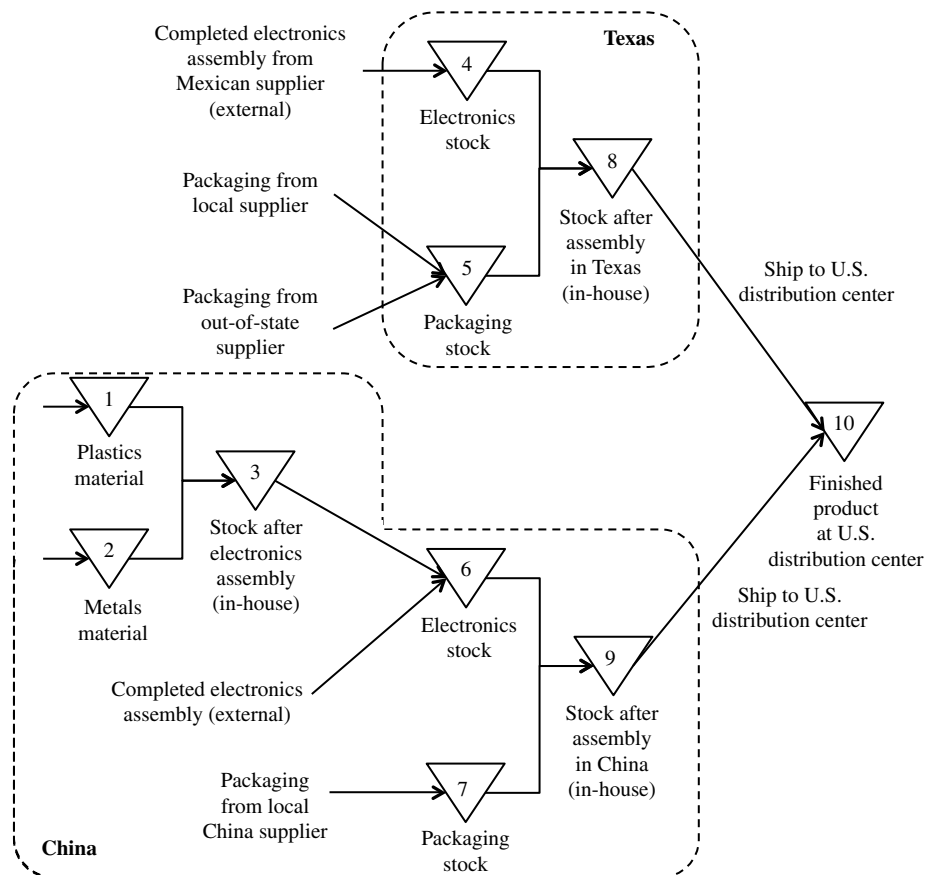 Completed electronics
assembly from
Mexican supplier
(external)
4
Texas
Electronics
stock
Packaging from
local supplier
8
Stock after
assembly
in Texas
(in-house)
5
Packaging
stock
Packaging from
out-of-state
supplier
Ship to U.S.
distribution center
1
Plastics
material
3
Stock after
electronics
assembly
(in-house)
2
Metals
material
10
Finished
product
at U.S.
distribution center
6
Electronics
stock
Ship to U.S.
distribution center
Completed electronics
assembly (external)
9
Stock after
assembly
in China
(in-house)
Packaging
from local
China supplier
7
Packaging
stock
China